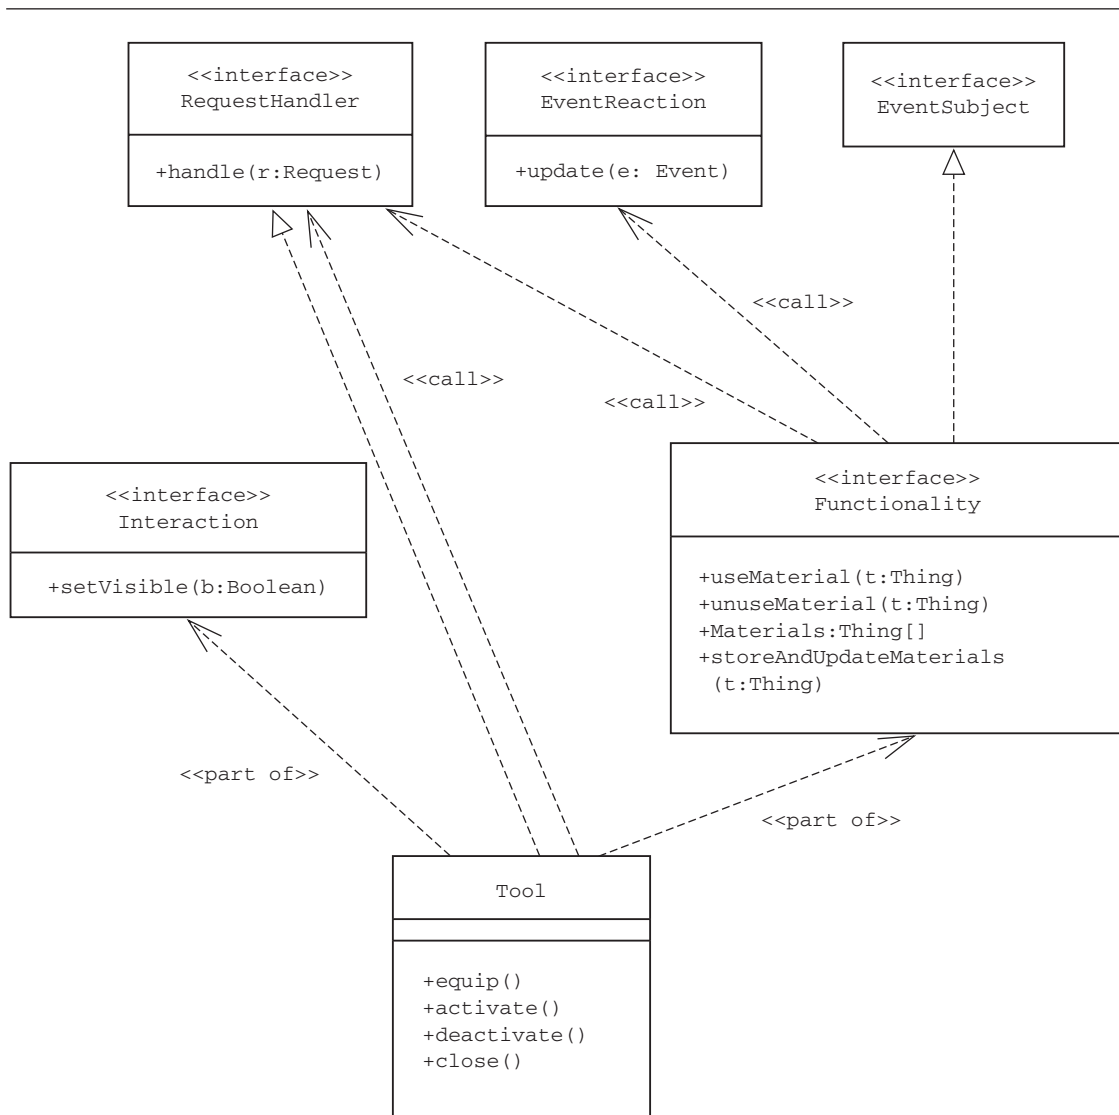 <<interface>>
RequestHandler
+handle(r:Request)
<<interface>>
EventReaction
+update(e: Event)
<<interface>>
EventSubject
<<call>>
<<call>>
<<call>>
<<interface>>
Interaction
+setVisible(b:Boolean)
<<interface>>
Functionality
+useMaterial(t:Thing)
+unuseMaterial(t:Thing)
+Materials:Thing[]
+storeAndUpdateMaterials
(t:Thing)
<<part of>>
<<part of>>
Tool
+equip()
+activate()
+deactivate()
+close()